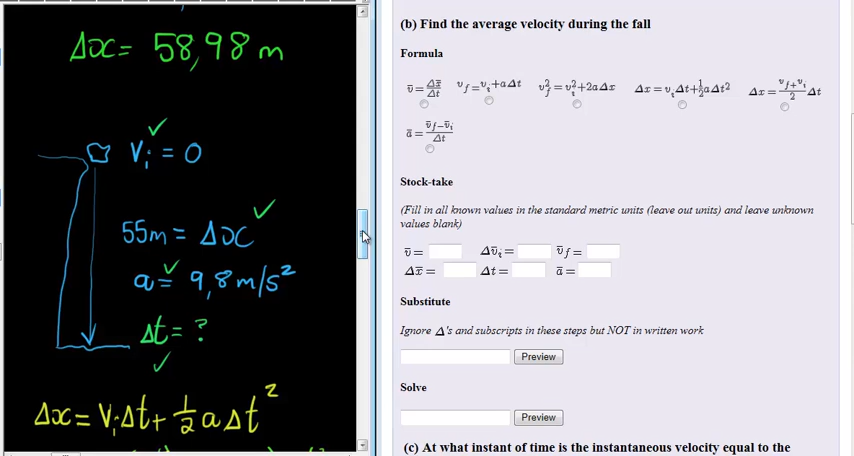 Δx = 58,98 m
Vi = 0
55m = Δx
a = 9,8 m/s²
Δt = ?
Δx = ViΔt + ½ a Δt²
(b) Find the average velocity during the fall
Formula
v̄ = Δx̄/Δt   v_f = v_i + aΔt   v_f² = v_i² + 2aΔx   Δx = v_iΔt + ½aΔt²   Δx = (v_f + v_i)/2 Δt
ā = (v̄_f − v̄_i)/Δt
Stock-take
(Fill in all known values in the standard metric units (leave out units) and leave unknown
values blank)
v̄ =   Δv̄_i =   v̄_f =
Δx̄ =   Δt =   ā =
Substitute
Ignore Δ's and subscripts in these steps but NOT in written work
Preview
Solve
Preview
(c) At what instant of time is the instantaneous velocity equal to the